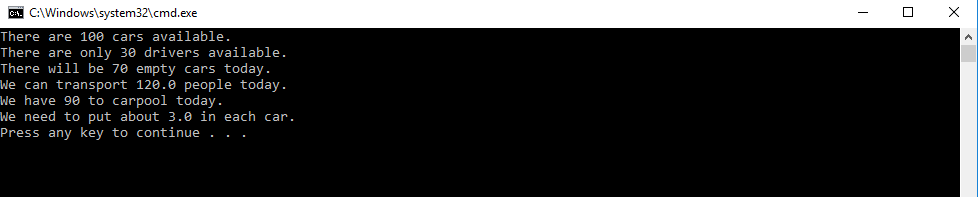 C:\Windows\system32\cmd.exe
There are 100 cars available.
There are only 30 drivers available.
There will be 70 empty cars today.
We can transport 120.0 people today.
We have 90 to carpool today.
We need to put about 3.0 in each car.
Press any key to continue . . .